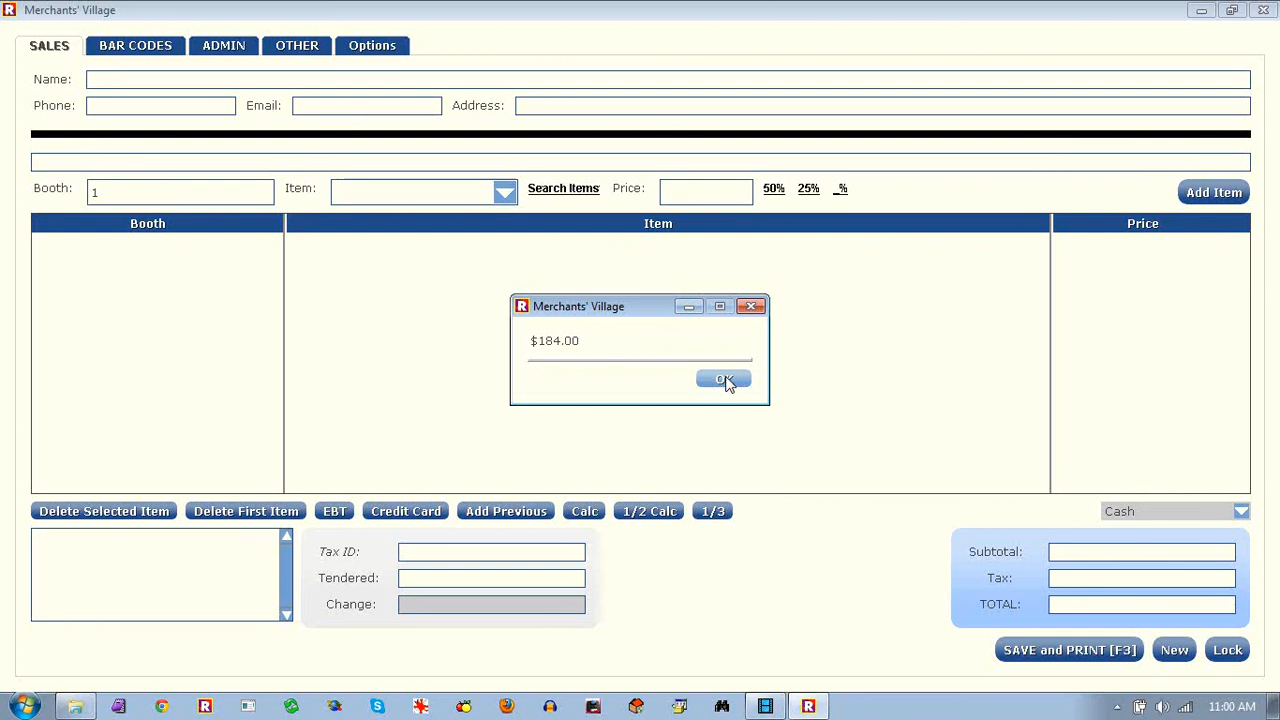 Merchants' Village
SALES BAR CODES ADMIN OTHER Options
Name:
Phone: Email: Address:
Booth: 1 Item: Search Items Price: 50% 25% _% Add Item
Booth Item Price
Merchants' Village
$184.00
OK
Delete Selected Item Delete First Item EBT Credit Card Add Previous Calc 1/2 Calc 1/3 Cash
Tax ID: Subtotal:
Tendered: Tax:
Change: TOTAL:
SAVE and PRINT [F3] New Lock
11:00 AM